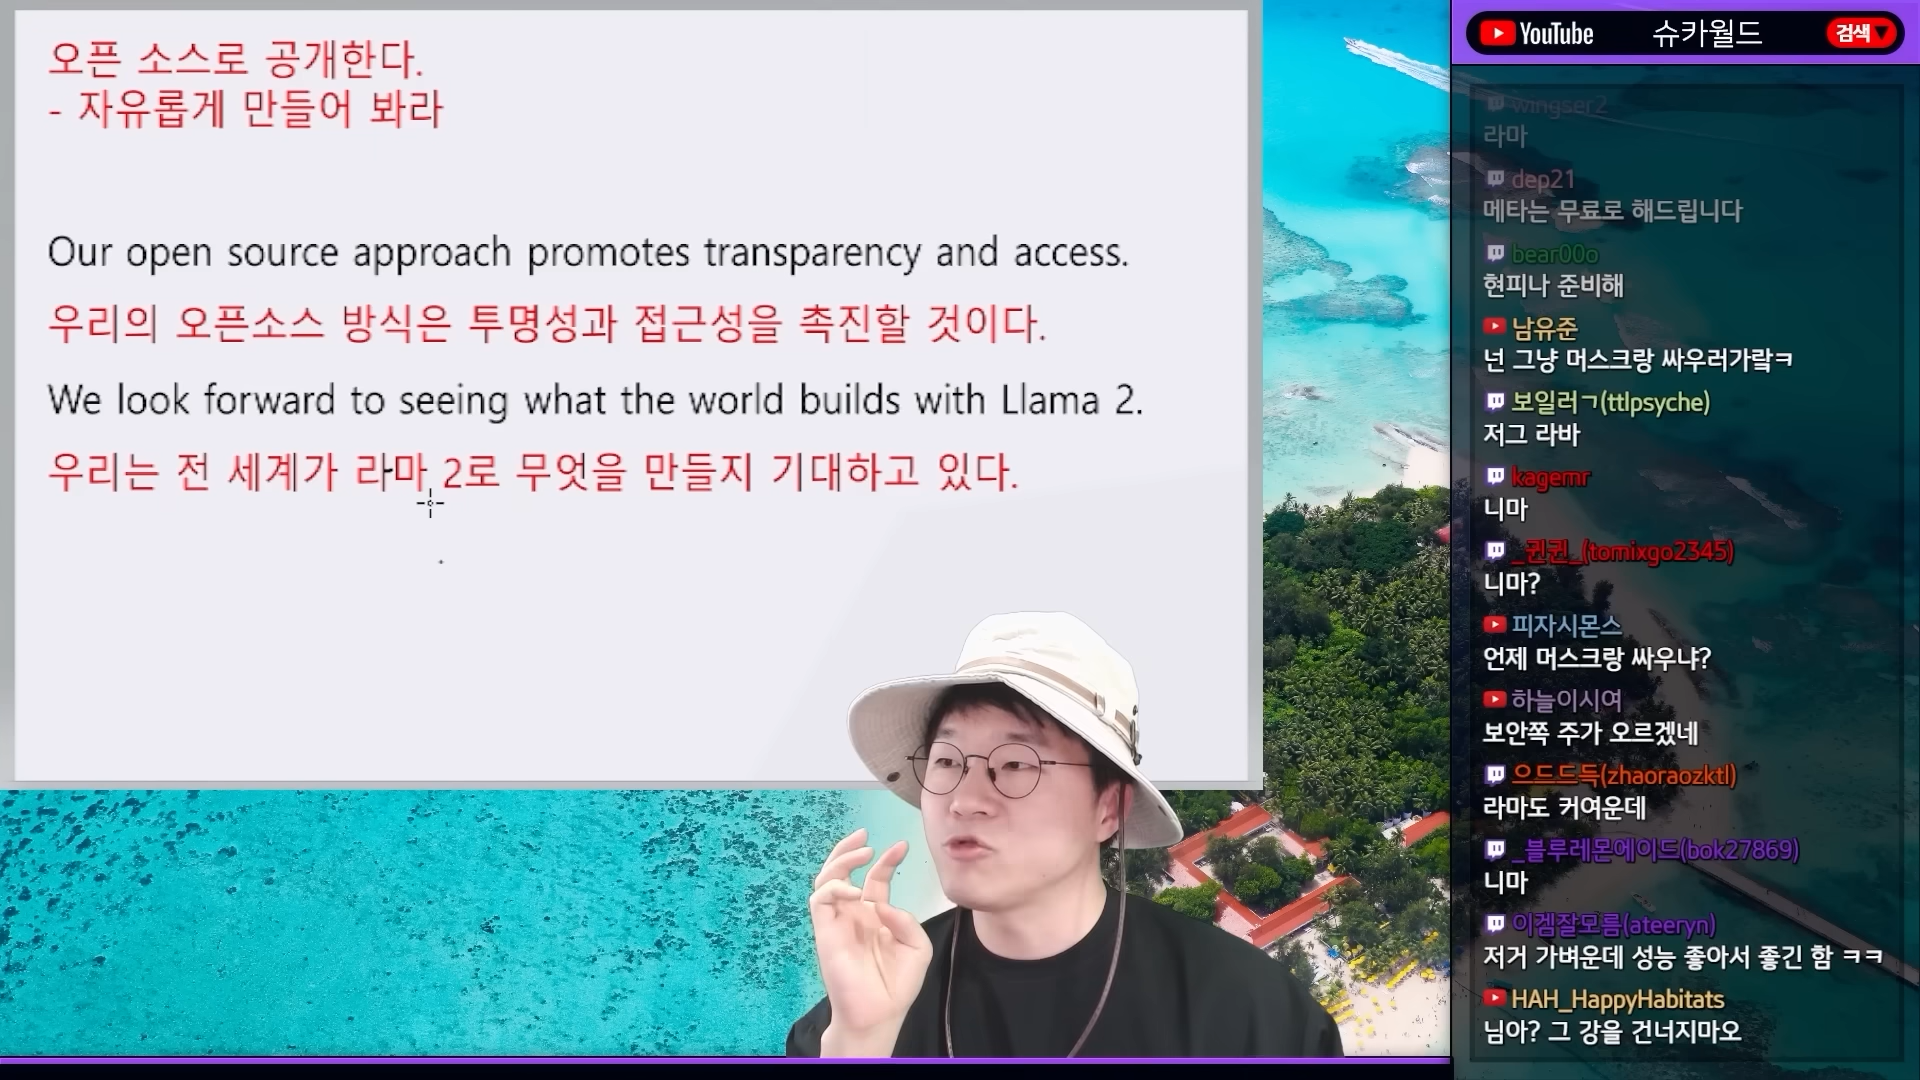 오픈 소스로 공개한다.
- 자유롭게 만들어 봐라
Our open source approach promotes transparency and access.
우리의 오픈소스 방식은 투명성과 접근성을 촉진할 것이다.
We look forward to seeing what the world builds with Llama 2.
우리는 전 세계가 라마 2로 무엇을 만들지 기대하고 있다.
YouTube 슈카월드 검색
wingser2
라마
dep21
메타는 무료로 해드립니다
bear00o
현피나 준비해
남유준
넌 그냥 머스크랑 싸우러가랔ㅋ
보일러ㄱ(ttlpsyche)
저그 라바
kagemr
니마
_귄귄_(tomixgo2345)
니마?
피자시몬스
언제 머스크랑 싸우냐?
하늘이시여
보안쪽 주가 오르겠네
으드드득(zhaoraozktl)
라마도 커여운데
_블루레몬에이드(bok27869)
니마
이겜잘모름(ateeryn)
저거 가벼운데 성능 좋아서 좋긴 함 ㅋㅋ
HAH_HappyHabitats
님아? 그 강을 건너지마오